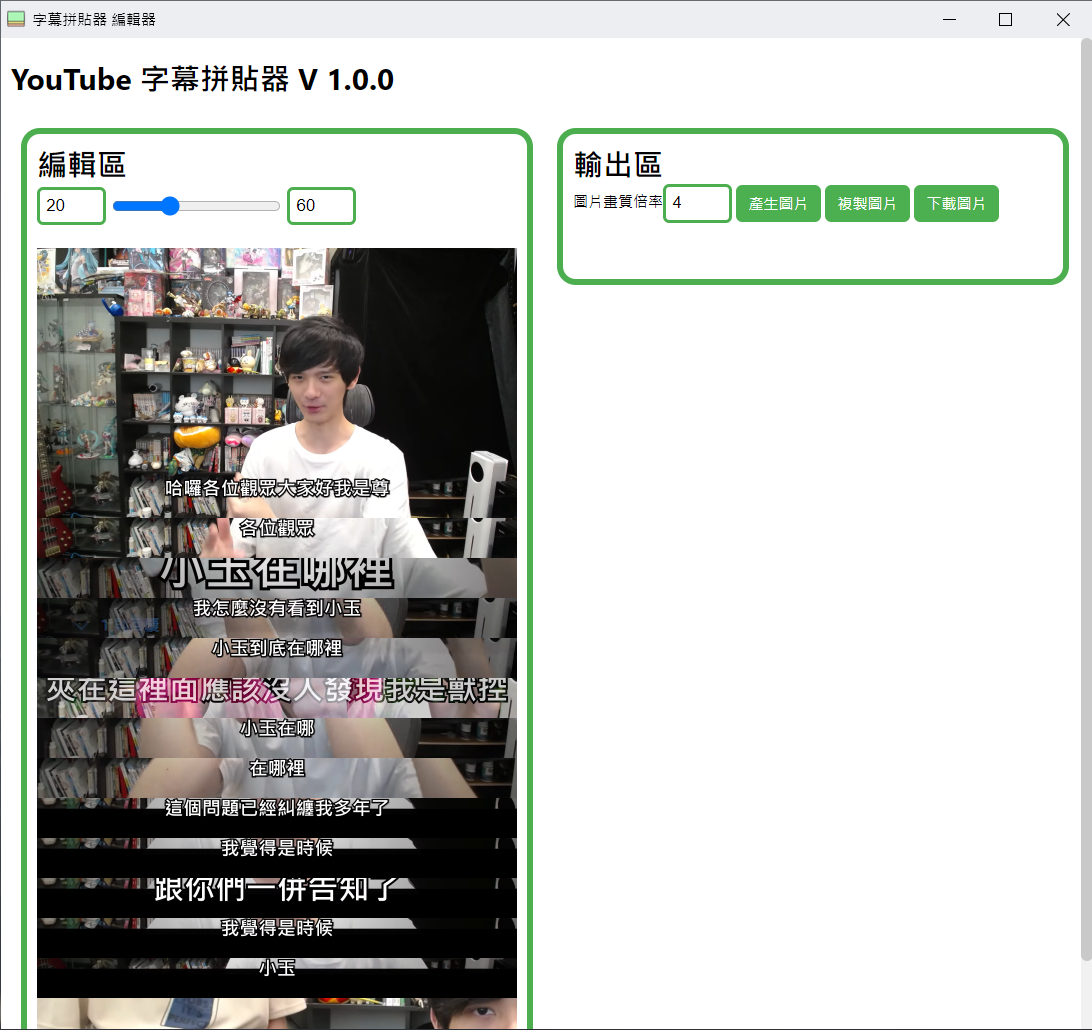 字幕拼貼器 編輯器
YouTube 字幕拼貼器 V 1.0.0
編輯區
20
60
哈囉各位觀眾大家好我是尊
各位觀眾
小玉在哪裡
我怎麼沒有看到小玉
小玉到底在哪裡
夾在這裡面應該沒人發現我是獸控
小玉在哪
在哪裡
這個問題已經糾纏我多年了
我覺得是時候
跟你們一併告知了
我覺得是時候
小玉
輸出區
圖片畫質倍率 4 產生圖片 複製圖片 下載圖片